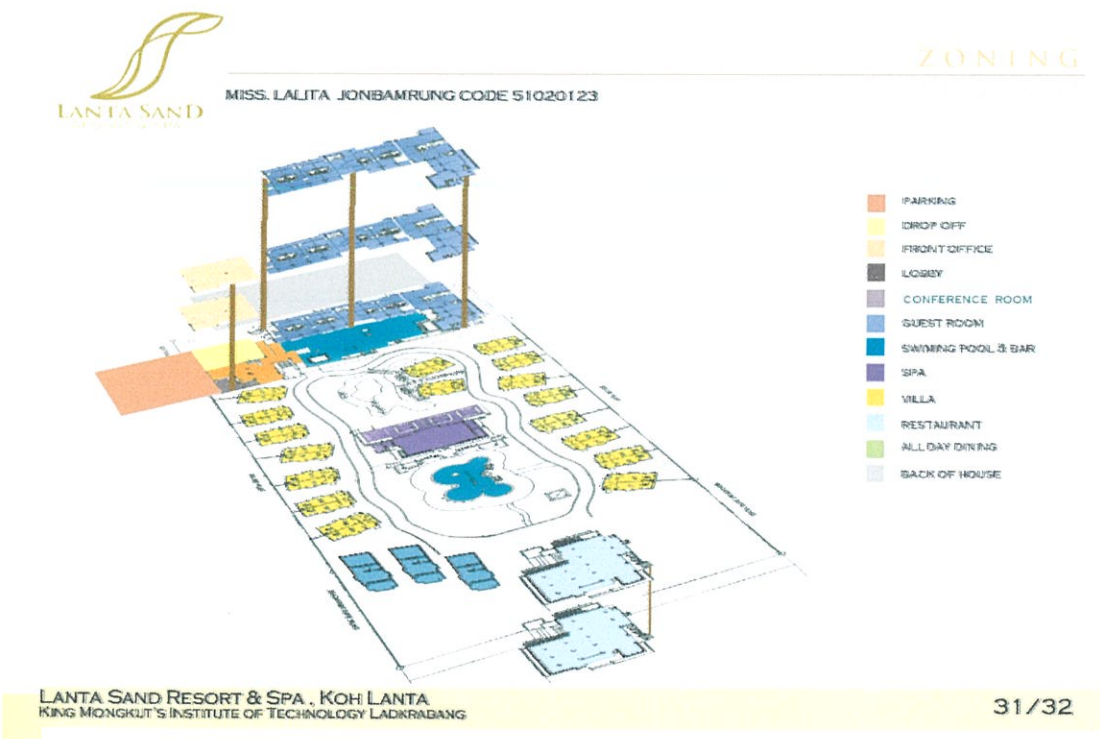 ZONING
LANTA SAND
MISS. LALITA JONBAMRUNG CODE 51020123
PARKING
DROP OFF
FRONT OFFICE
LOBBY
CONFERENCE ROOM
GUEST ROOM
SWIMING POOL & BAR
SPA
VILLA
RESTAURANT
ALL DAY DINING
BACK OF HOUSE
LANTA SAND RESORT & SPA , KOH LANTA
KING MONGKUT'S INSTITUTE OF TECHNOLOGY LADKRABANG
31/32